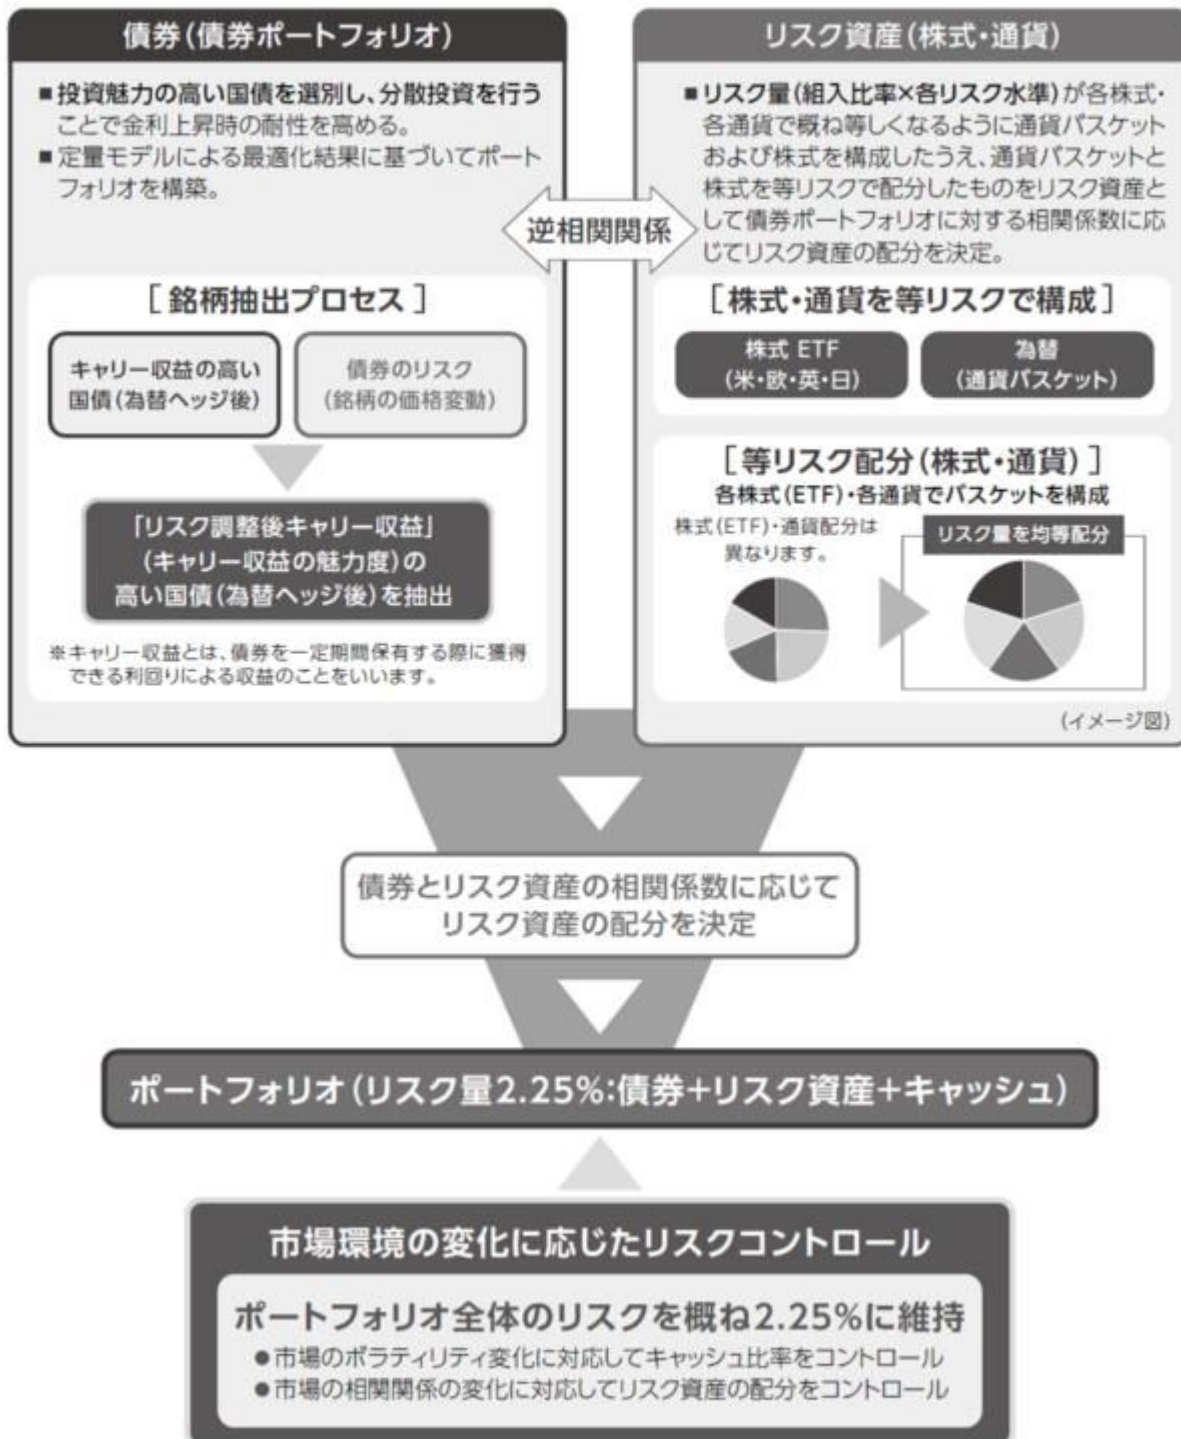 債券(債券ポートフォリオ)
■投資魅力の高い国債を選別し、分散投資を行う
ことで金利上昇時の耐性を高める。
■定量モデルによる最適化結果に基づいてポート
フォリオを構築。
[銘柄抽出プロセス]
キャリー収益の高い
国債(為替ヘッジ後)
債券のリスク
(銘柄の価格変動)
「リスク調整後キャリー収益」
(キャリー収益の魅力度)の
高い国債(為替ヘッジ後)を抽出
※キャリー収益とは、債券を一定期間保有する際に獲得
できる利回りによる収益のことをいいます。
逆相関関係
リスク資産(株式・通貨)
■リスク量(組入比率×各リスク水準)が各株式・
各通貨で概ね等しくなるように通貨バスケット
および株式を構成したうえ、通貨バスケットと
株式を等リスクで配分したものをリスク資産と
して債券ポートフォリオに対する相関係数に応
じてリスク資産の配分を決定。
[株式・通貨を等リスクで構成]
株式 ETF
(米・欧・英・日)
為替
(通貨バスケット)
[等リスク配分(株式・通貨)]
各株式(ETF)・各通貨でバスケットを構成
株式(ETF)・通貨配分は
異なります。
リスク量を均等配分
(イメージ図)
債券とリスク資産の相関係数に応じて
リスク資産の配分を決定
ポートフォリオ(リスク量2.25%:債券+リスク資産+キャッシュ)
市場環境の変化に応じたリスクコントロール
ポートフォリオ全体のリスクを概ね2.25%に維持
●市場のボラティリティ変化に対応してキャッシュ比率をコントロール
●市場の相関関係の変化に対応してリスク資産の配分をコントロール